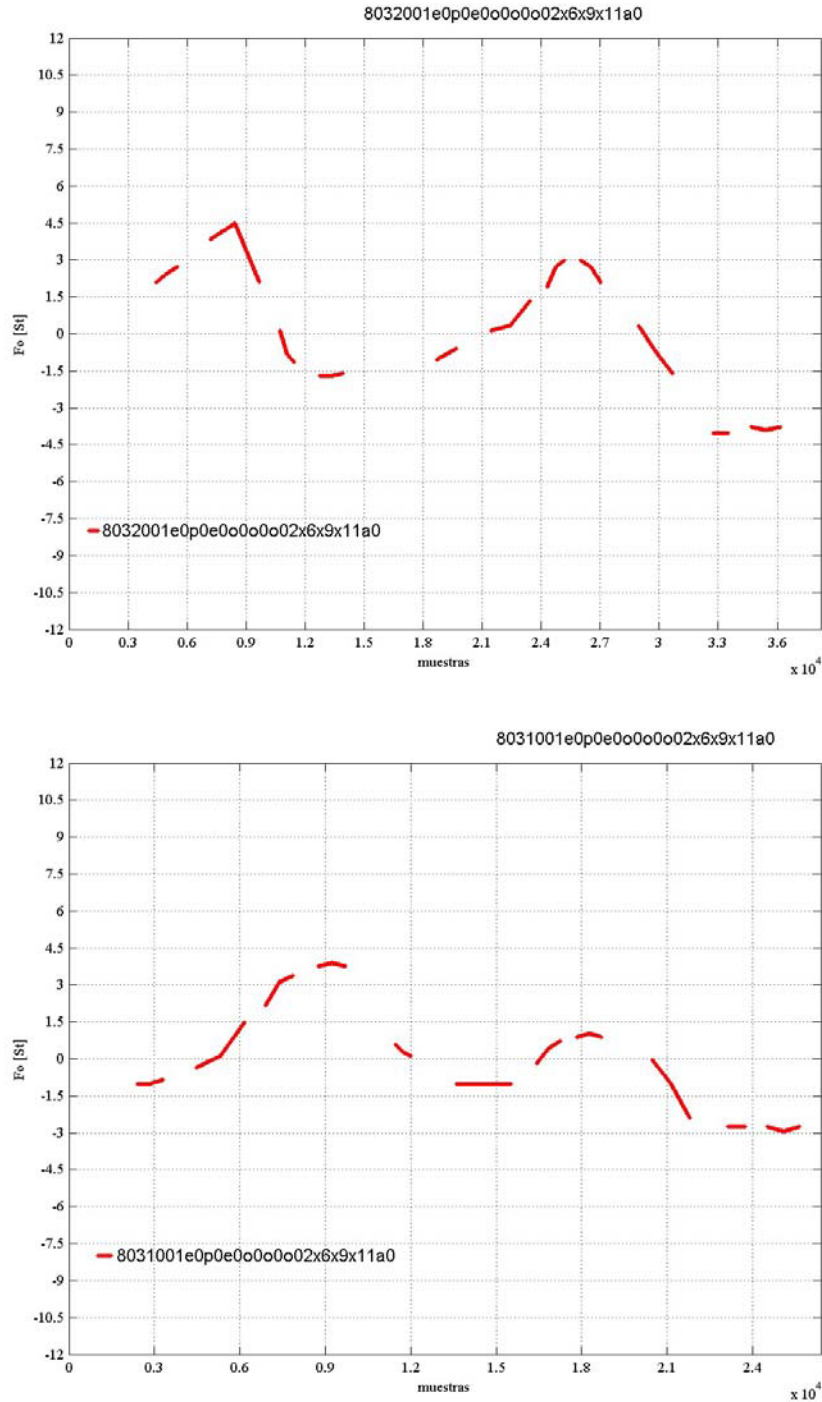 8032001e0p0e0o0o0o02x6x9x11a0
12
10.5
9
7.5
6
4.5
3
1.5
0
-1.5
-3
-4.5
-6
-7.5
-9
-10.5
-12
Fo [St]
8032001e0p0e0o0o0o02x6x9x11a0
0 0.3 0.6 0.9 1.2 1.5 1.8 2.1 2.4 2.7 3 3.3 3.6
muestras
x 10^4
8031001e0p0e0o0o0o02x6x9x11a0
12
10.5
9
7.5
6
4.5
3
1.5
0
-1.5
-3
-4.5
-6
-7.5
-9
-10.5
-12
Fo [St]
8031001e0p0e0o0o0o02x6x9x11a0
0 0.3 0.6 0.9 1.2 1.5 1.8 2.1 2.4
muestras
x 10^4